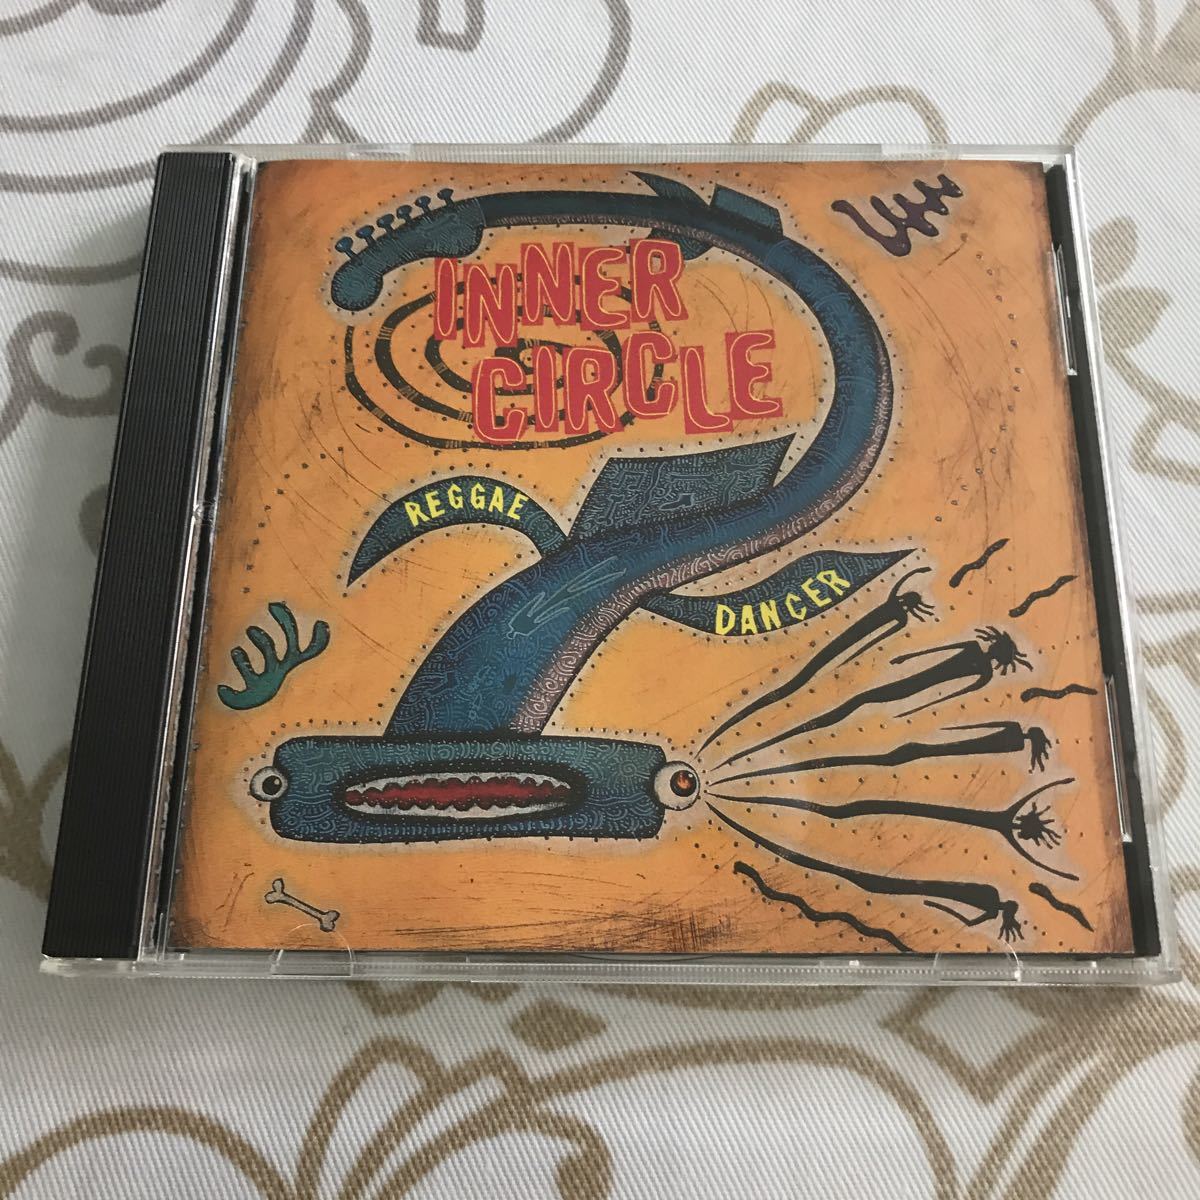 INNER
CIRCLE
REGGAE
DANCER